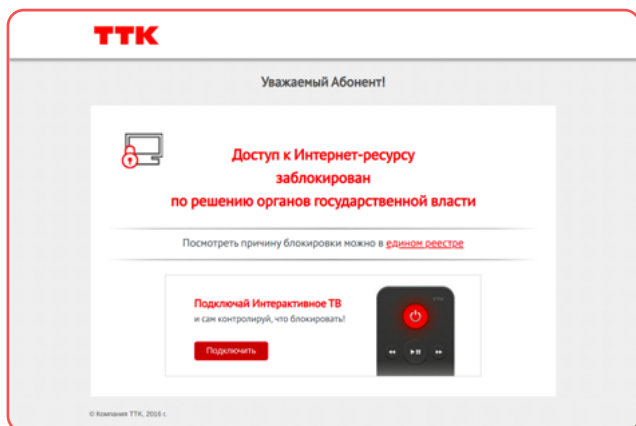 ТТК
Уважаемый Абонент!
Доступ к Интернет-ресурсу
заблокирован
по решению органов государственной власти
Посмотреть причину блокировки можно в едином реестре
Подключай Интерактивное ТВ
и сам контролируй, что блокировать!
Подключить
© Компания ТТК, 2016 г.